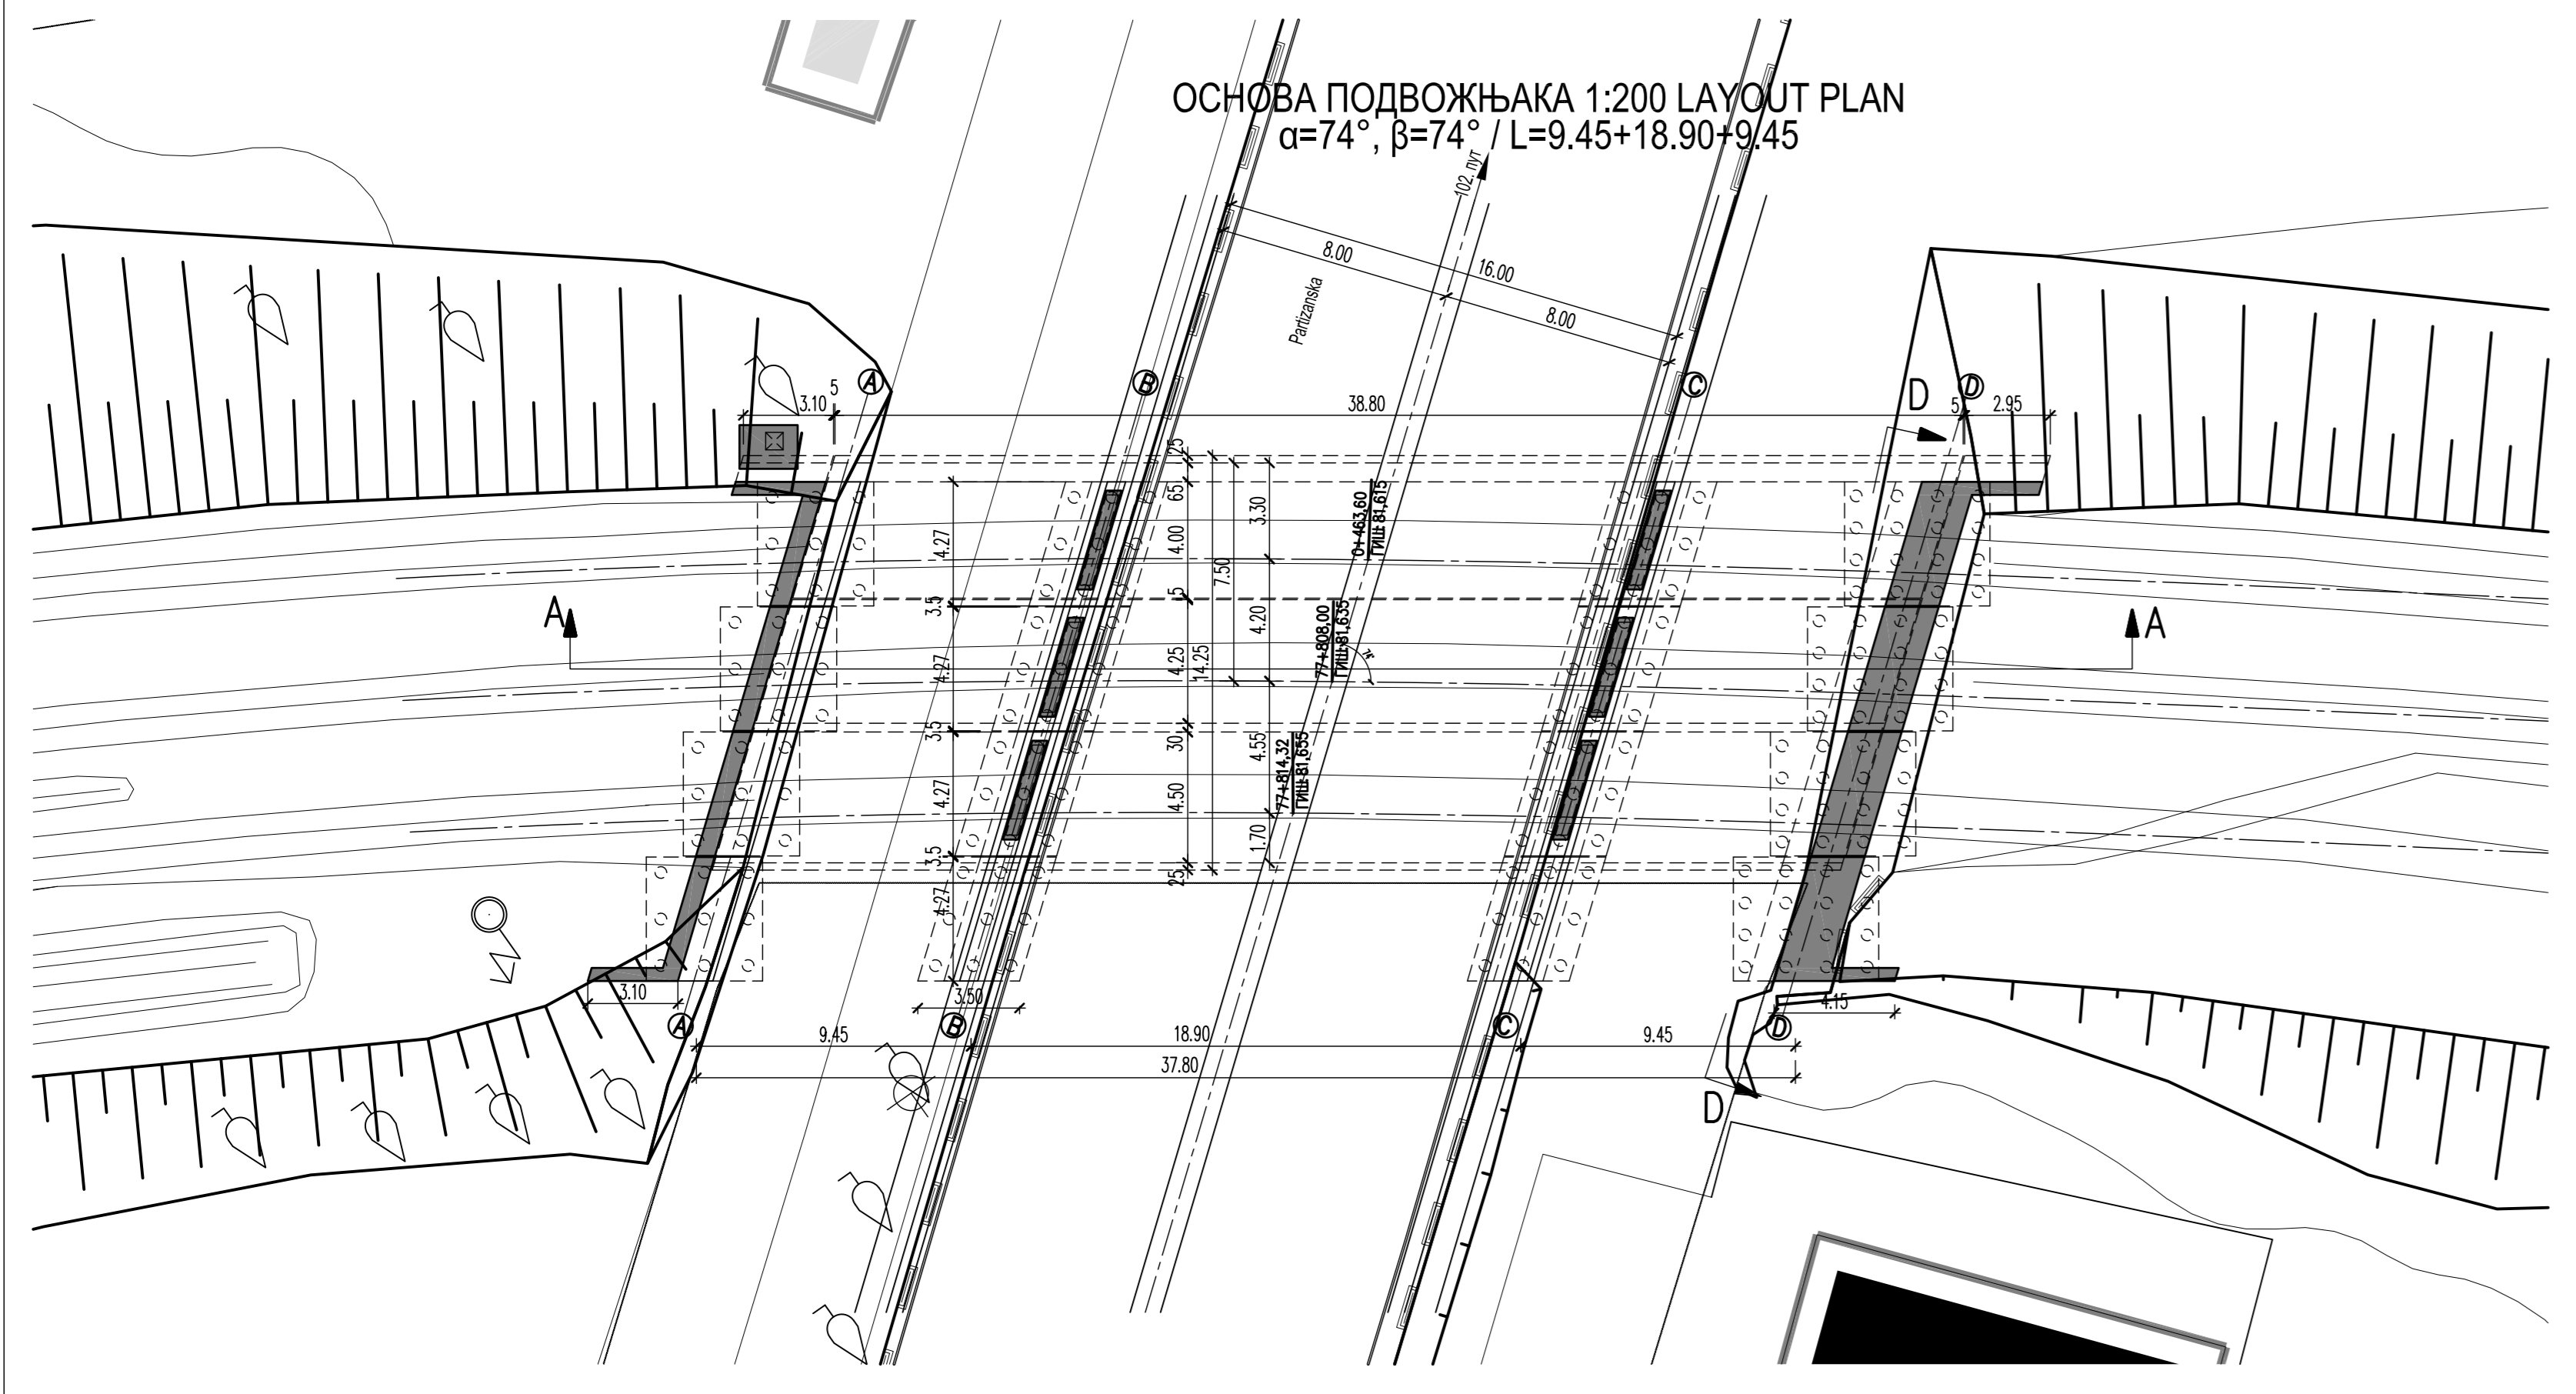 ОСНОВА ПОДВОЖЊАКА 1:200 LAYOUT PLAN
α=74°, β=74° / L=9.45+18.90+9.45
102. пут
8.00
16.00
8.00
Partizanska
A
B
C
D
D
3.10
5
38.80
5
2.95
25
65
4.00
5
4.25
30
4.50
25
14.25
7.50
3.30
4.20
4.55
1.70
4.27
3.5
4.27
3.5
4.27
3.5
4.27
0+463,60
ГИШ 81,615
77+808,00
ГИШ 81,635
77+814,32
ГИШ 81,655
74°
A
A
3.10
3.50
4.15
A
B
C
D
9.45
18.90
9.45
37.80
D